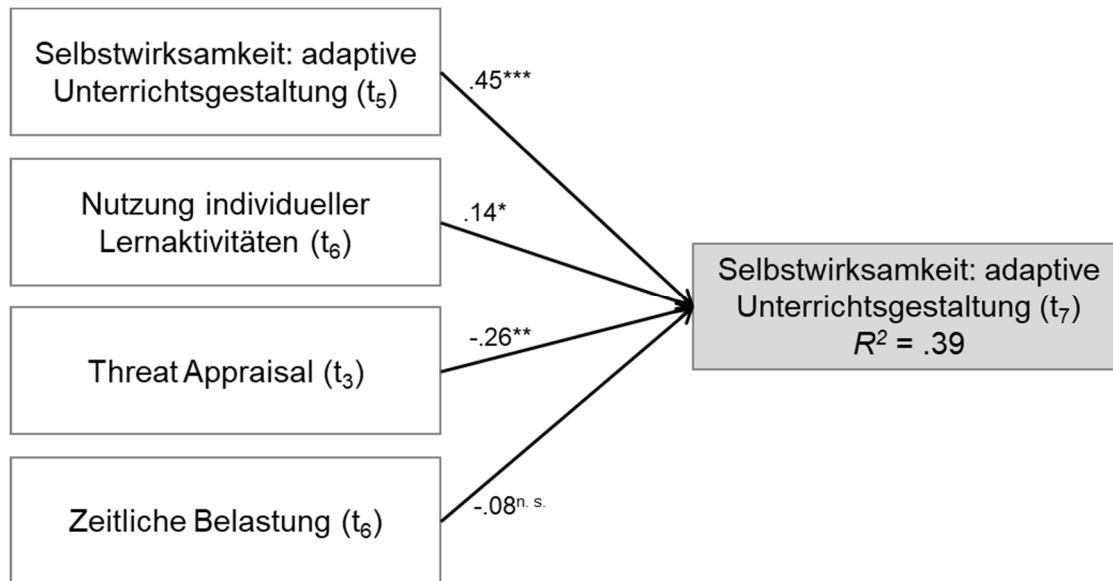 Selbstwirksamkeit: adaptive
Unterrichtsgestaltung (t₅)
.45***
Nutzung individueller
Lernaktivitäten (t₆)
.14*
Threat Appraisal (t₃)
-.26**
Zeitliche Belastung (t₆)
-.08ⁿ· ˢ·
Selbstwirksamkeit: adaptive
Unterrichtsgestaltung (t₇)
R² = .39